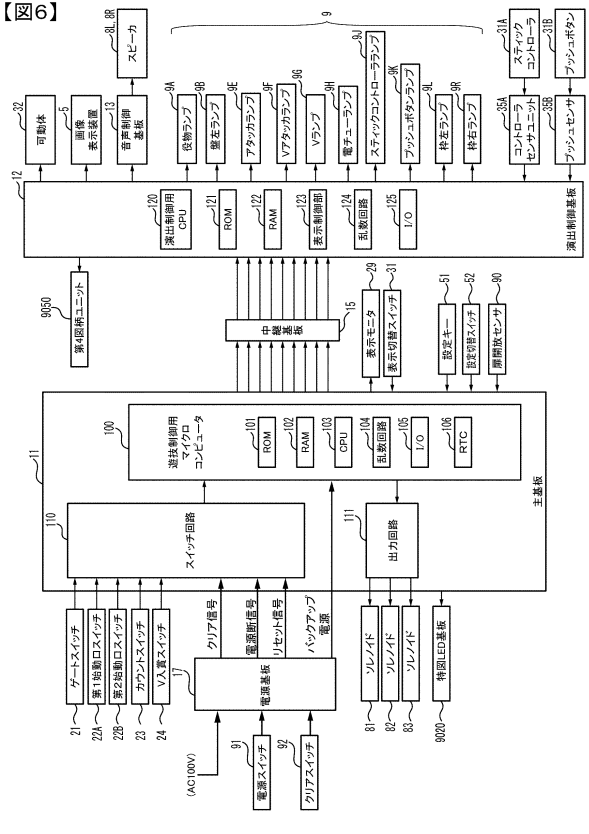 【図6】
32
可動体
5
画像
表示装置
13
音声制御
基板
8L, 8R
スピーカ
9
9A
役物ランプ
9B
盤左ランプ
9E
アタッカランプ
9F
Vアタッカランプ
9G
Vランプ
9H
電チューランプ
9J
スティックコントローラランプ
9K
プッシュボタンランプ
9L
枠左ランプ
9R
枠右ランプ
31A
スティック
コントローラ
35A
コントローラ
センサユニット
31B
プッシュボタン
35B
プッシュセンサ
12
演出制御基板
120
演出制御用
CPU
121
ROM
122
RAM
123
表示制御部
124
乱数回路
125
I/O
9050
第4図柄ユニット
15
中継基板
29
表示モニタ
31
表示切替スイッチ
51
設定キー
52
設定切替スイッチ
90
扉開放センサ
11
主基板
100
遊技制御用
マイクロ
コンピュータ
101
ROM
102
RAM
103
CPU
104
乱数回路
105
I/O
106
RTC
110
スイッチ回路
111
出力回路
21
ゲートスイッチ
22A
第1始動口スイッチ
22B
第2始動口スイッチ
23
カウントスイッチ
24
V入賞スイッチ
クリア信号
電源断信号
リセット信号
バックアップ
電源
17
電源基板
(AC100V)
91
電源スイッチ
92
クリアスイッチ
81
ソレノイド
82
ソレノイド
83
ソレノイド
9020
特図LED基板